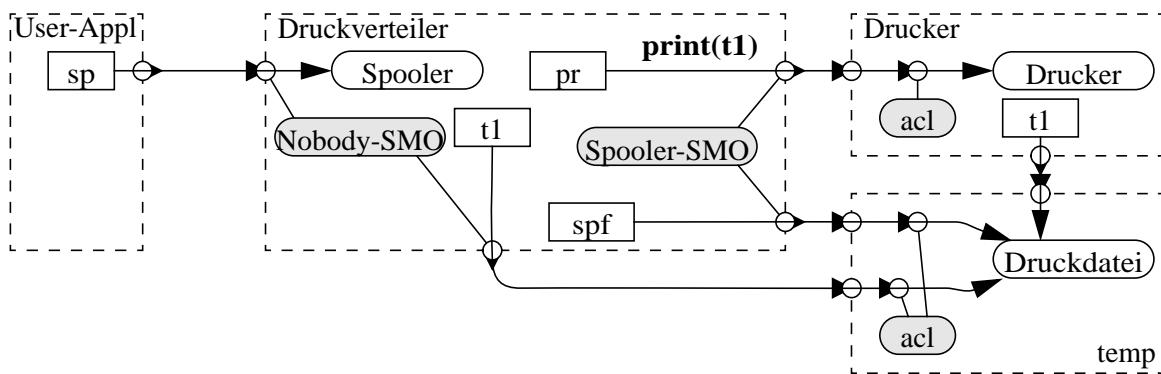 User-Appl
Druckverteiler
Drucker
print(t1)
sp
Spooler
pr
Drucker
Nobody-SMO
t1
Spooler-SMO
acl
t1
spf
Druckdatei
acl
temp